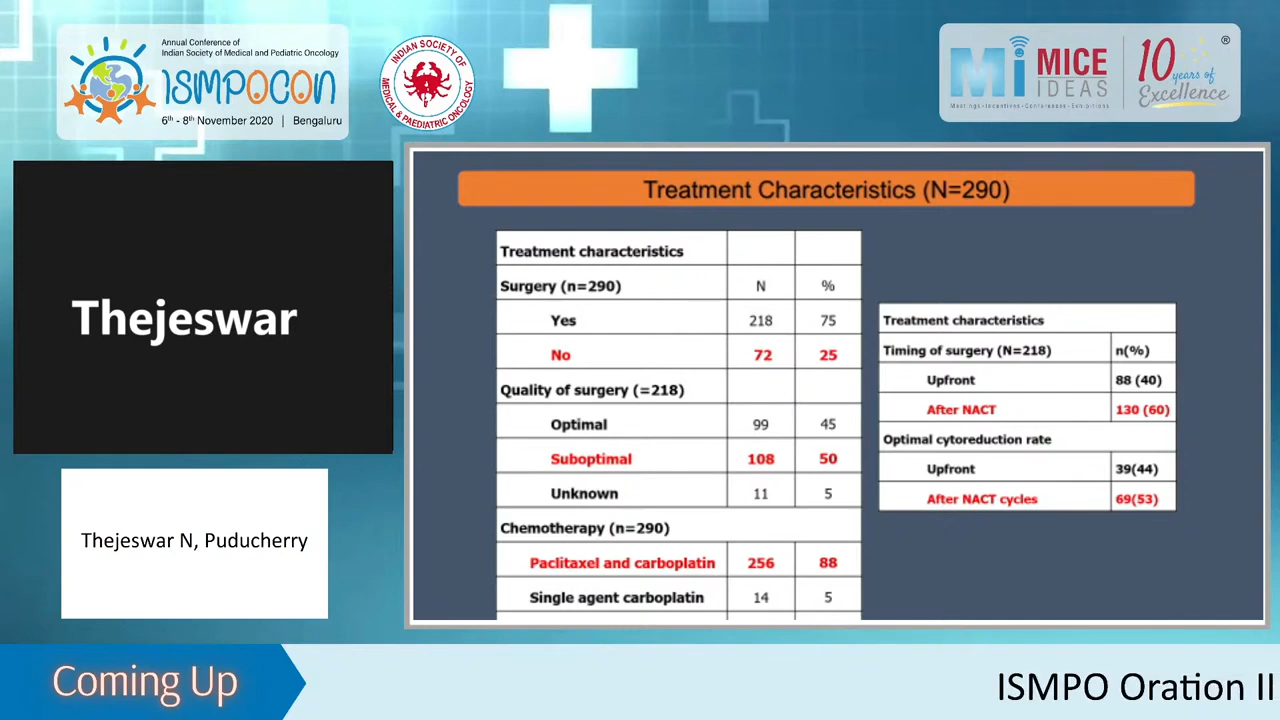 Annual Conference of
Indian Society of Medical and Pediatric Oncology
ISMPOCON
6th - 8th November 2020 | Bengaluru
INDIAN SOCIETY OF
MEDICAL & PAEDIATRIC ONCOLOGY
Mi MICE
IDEAS
Meetings • Incentives • Conferences • Exhibitions
10 years of
Excellence
®
Thejeswar
Thejeswar N, Puducherry
Treatment Characteristics (N=290)
Treatment characteristics
Surgery (n=290) N %
Yes 218 75
No 72 25
Quality of surgery (=218)
Optimal 99 45
Suboptimal 108 50
Unknown 11 5
Chemotherapy (n=290)
Paclitaxel and carboplatin 256 88
Single agent carboplatin 14 5
Treatment characteristics
Timing of surgery (N=218) n(%)
Upfront 88 (40)
After NACT 130 (60)
Optimal cytoreduction rate
Upfront 39(44)
After NACT cycles 69(53)
Coming Up
ISMPO Oration II